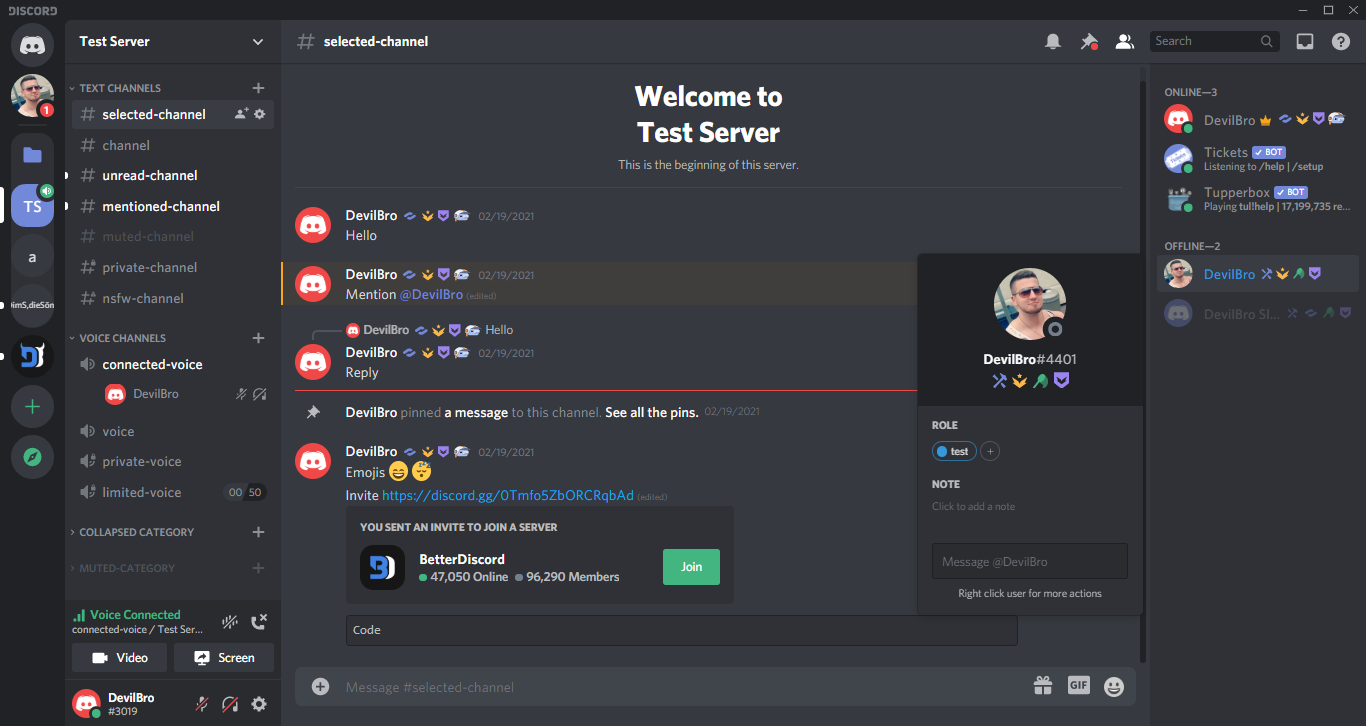 DISCORD
1
TS
a
DimS,dieSön
Test Server
TEXT CHANNELS
selected-channel
channel
unread-channel
mentioned-channel
muted-channel
private-channel
nsfw-channel
VOICE CHANNELS
connected-voice
DevilBro
voice
private-voice
limited-voice 00 50
COLLAPSED CATEGORY
MUTED-CATEGORY
Voice Connected
connected-voice / Test Ser...
Video Screen
DevilBro
#3019
selected-channel
Search
Welcome to
Test Server
This is the beginning of this server.
DevilBro 02/19/2021
Hello
DevilBro 02/19/2021
Mention @DevilBro (edited)
DevilBro Hello
DevilBro 02/19/2021
Reply
DevilBro pinned a message to this channel. See all the pins. 02/19/2021
DevilBro 02/19/2021
Emojis
Invite https://discord.gg/0Tmfo5ZbORCRqbAd (edited)
YOU SENT AN INVITE TO JOIN A SERVER
BetterDiscord
47,050 Online 96,290 Members
Join
Code
Message #selected-channel
GIF
DevilBro#4401
ROLE
test
NOTE
Click to add a note
Message @DevilBro
Right click user for more actions
ONLINE—3
DevilBro
Tickets BOT
Listening to /help | /setup
Tupperbox BOT
Playing tul!help | 17,199,735 re...
OFFLINE—2
DevilBro
DevilBro Sl...